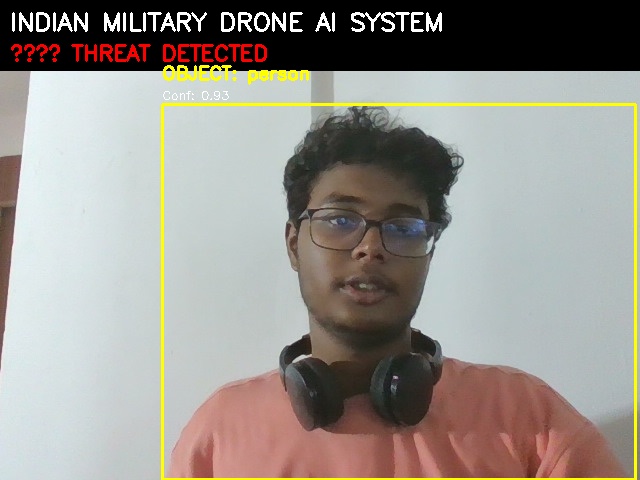 INDIAN MILITARY DRONE AI SYSTEM
???? THREAT DETECTED
OBJECT: person
Conf: 0.93